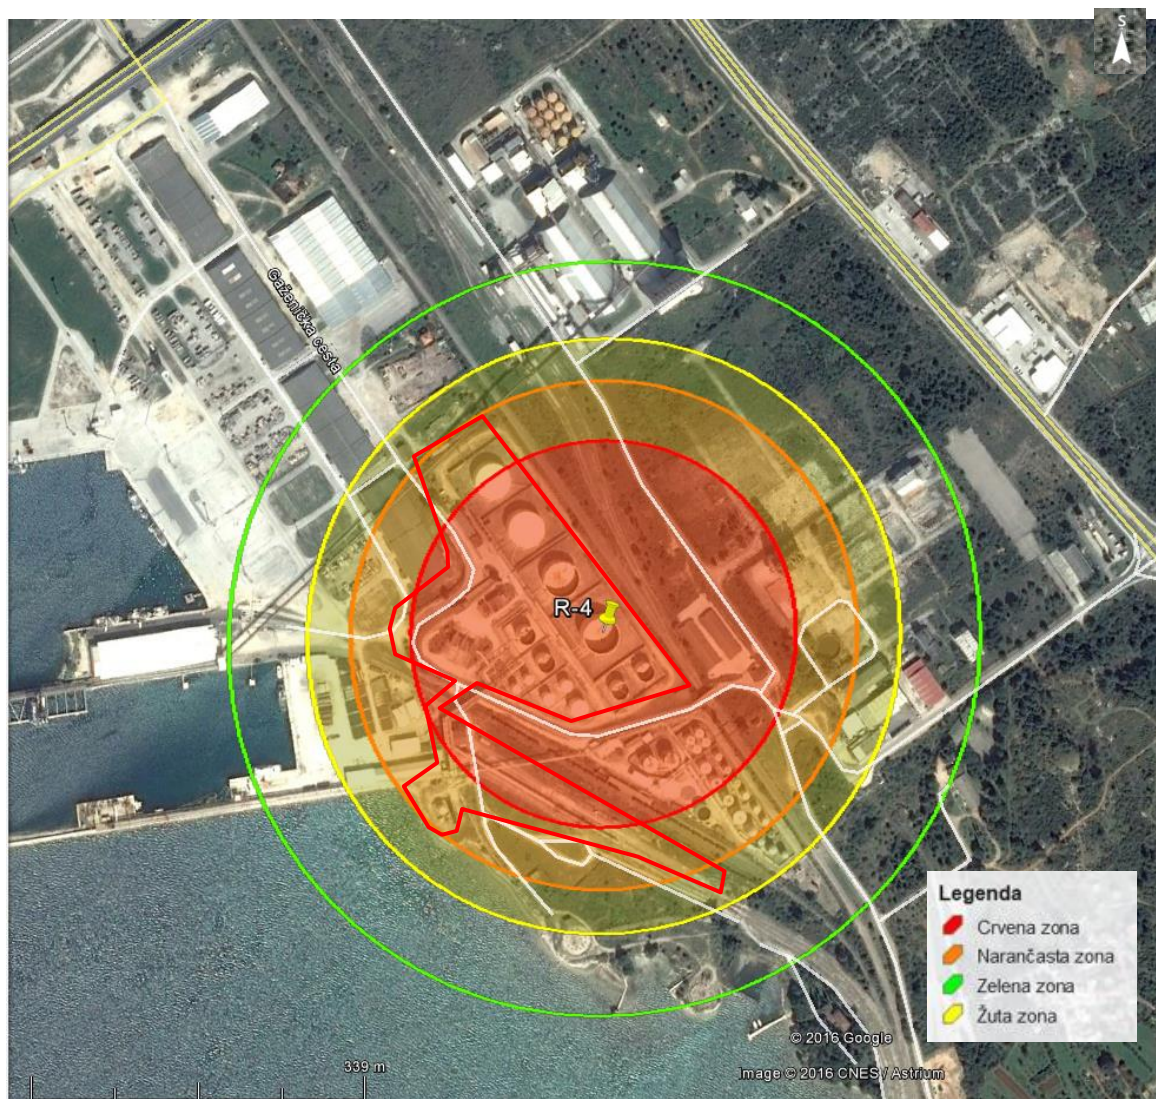 S
Gaženička cesta
R-4
Legenda
Crvena zona
Narančasta zona
Zelena zona
Žuta zona
© 2016 Google
339 m
Image © 2016 CNES / Astrium